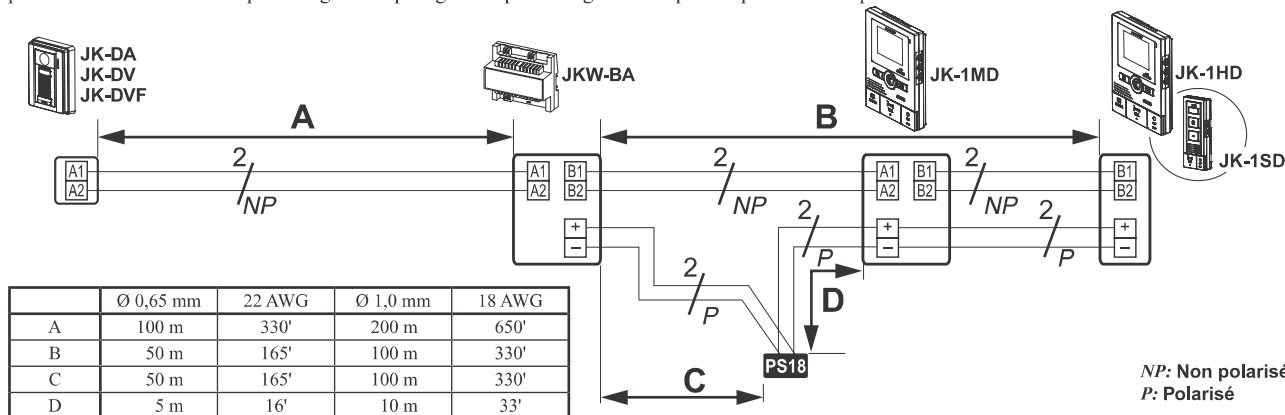 JK-DA
JK-DV
JK-DVF
JKW-BA
JK-1MD
JK-1HD
JK-1SD
A
B
A1
A2
2
NP
A1
A2
B1
B2
+
−
2
NP
A1
A2
B1
B2
+
−
2
NP
B1
B2
+
−
2
P
2
P
2
P
D
C
PS18
Ø 0,65 mm 22 AWG Ø 1,0 mm 18 AWG
A 100 m 330' 200 m 650'
B 50 m 165' 100 m 330'
C 50 m 165' 100 m 330'
D 5 m 16' 10 m 33'
NP: Non polarisé
P: Polarisé